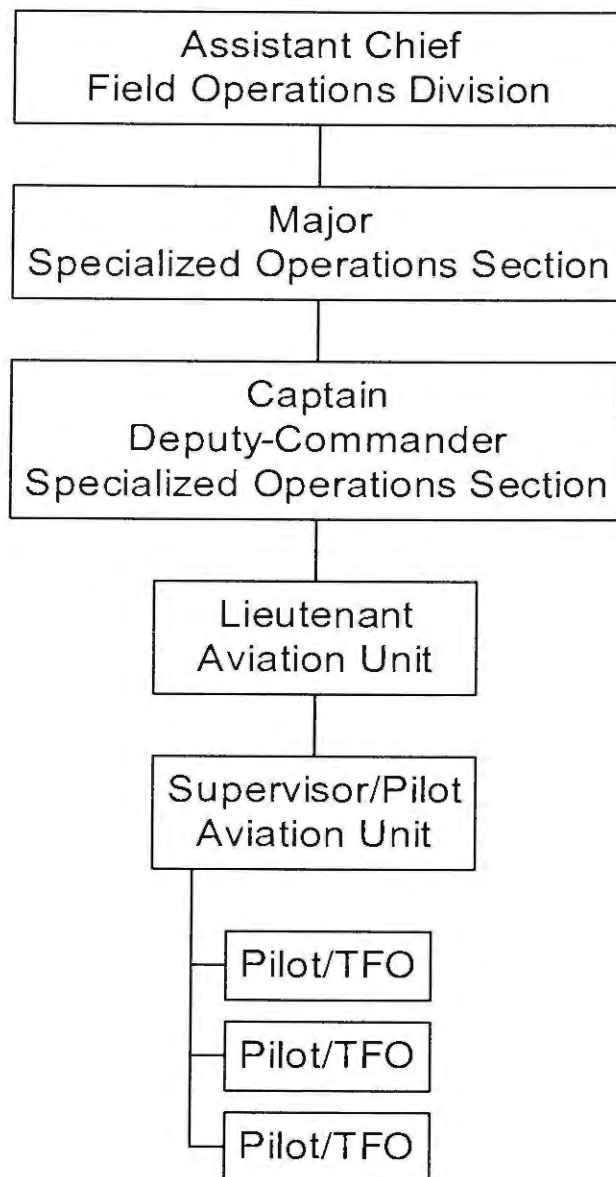 Assistant Chief
Field Operations Division
Major
Specialized Operations Section
Captain
Deputy-Commander
Specialized Operations Section
Lieutenant
Aviation Unit
Supervisor/Pilot
Aviation Unit
Pilot/TFO
Pilot/TFO
Pilot/TFO